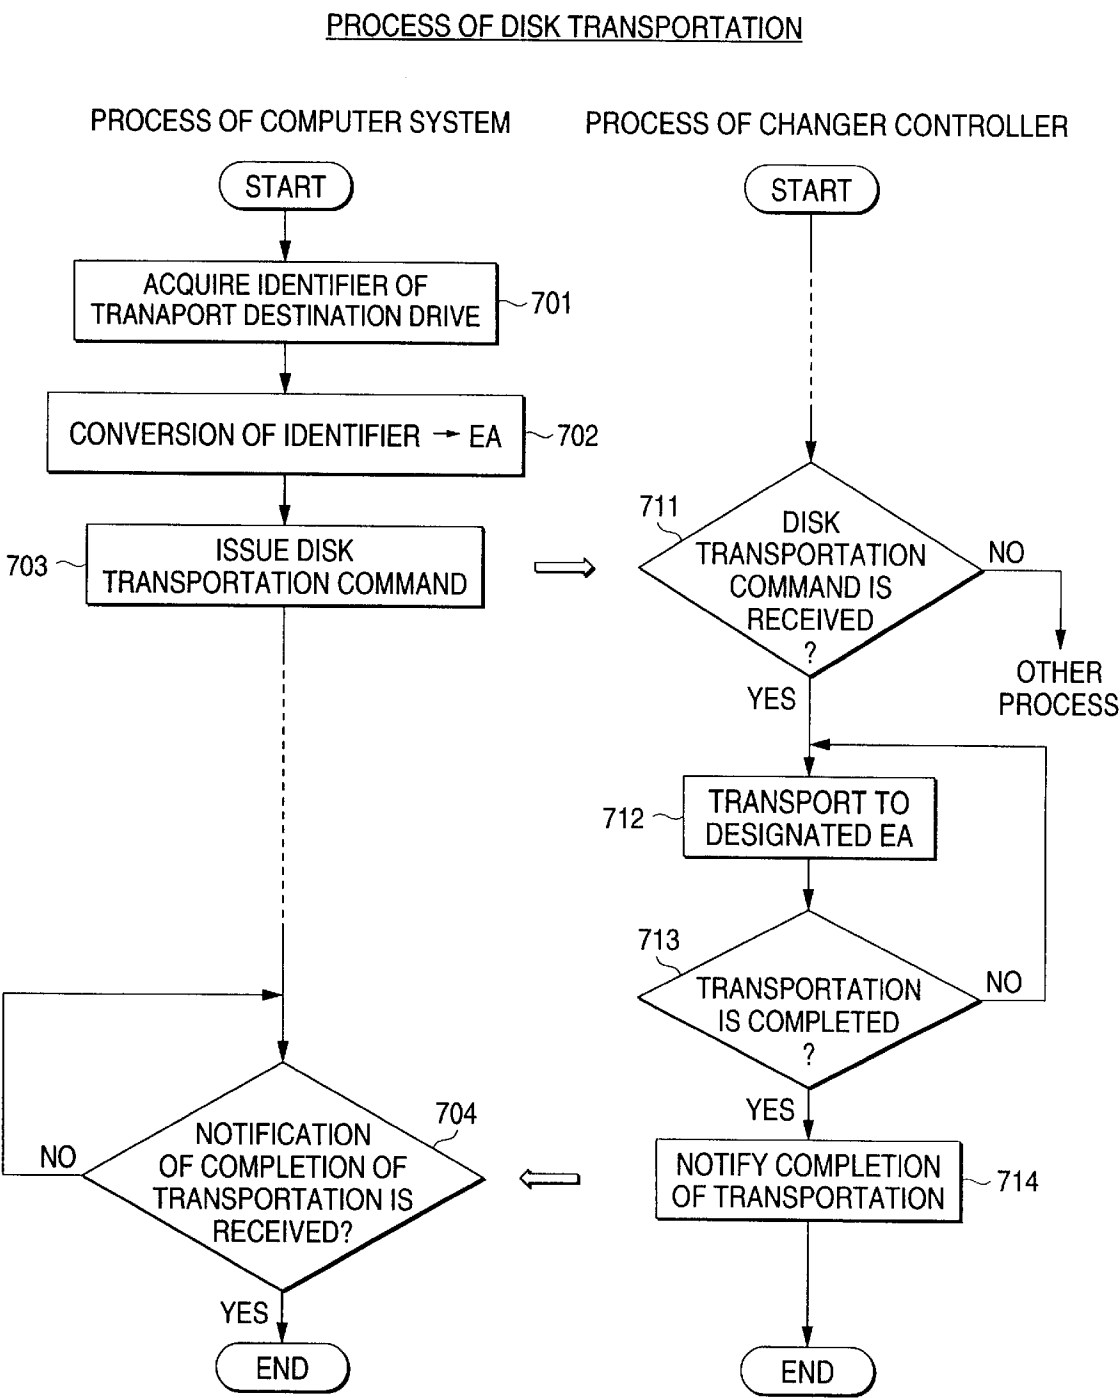 PROCESS OF DISK TRANSPORTATION
PROCESS OF COMPUTER SYSTEM
START
ACQUIRE IDENTIFIER OF
TRANAPORT DESTINATION DRIVE
701
CONVERSION OF IDENTIFIER → EA
702
703
ISSUE DISK
TRANSPORTATION COMMAND
704
NOTIFICATION
OF COMPLETION OF
TRANSPORTATION IS
RECEIVED?
NO
YES
END
PROCESS OF CHANGER CONTROLLER
START
711
DISK
TRANSPORTATION
COMMAND IS
RECEIVED
?
NO
OTHER
PROCESS
YES
712
TRANSPORT TO
DESIGNATED EA
713
TRANSPORTATION
IS COMPLETED
?
NO
YES
NOTIFY COMPLETION
OF TRANSPORTATION
714
END